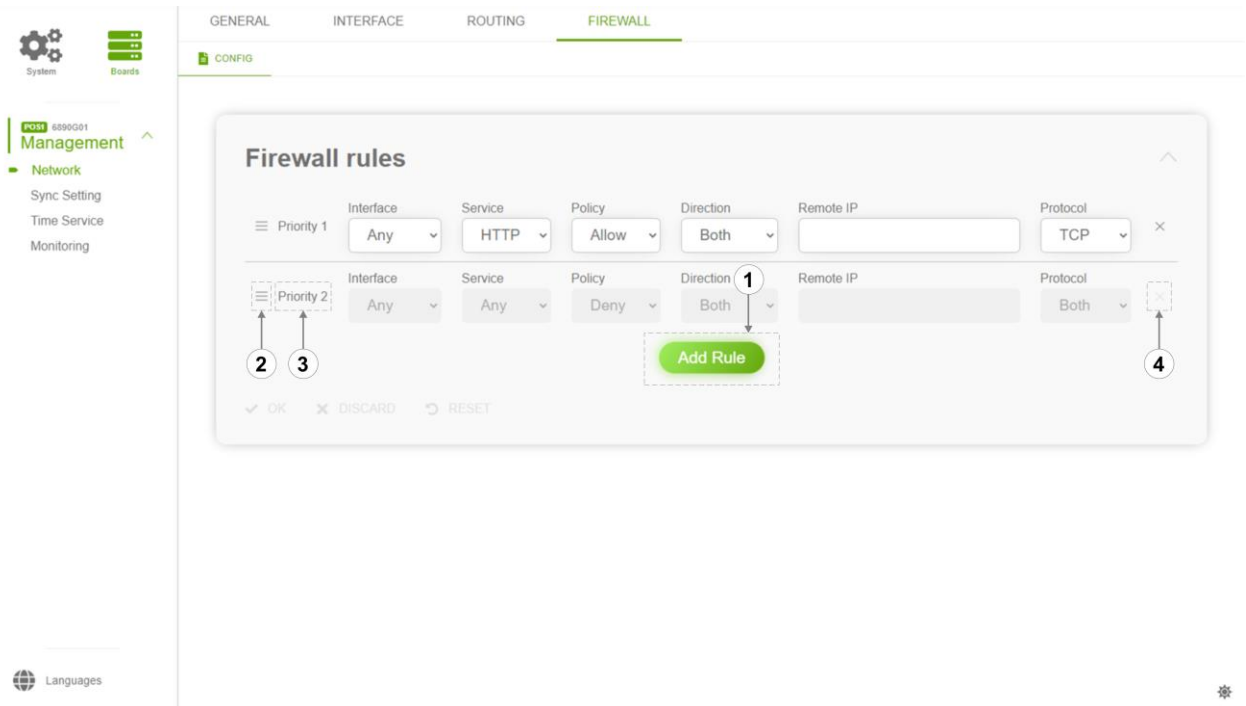 GENERAL INTERFACE ROUTING FIREWALL
System Boards
CONFIG
POS1 6890G01
Management
Network
Sync Setting
Time Service
Monitoring
Firewall rules
Interface Service Policy Direction Remote IP Protocol
Priority 1 Any HTTP Allow Both TCP
Interface Service Policy Direction 1 Remote IP Protocol
Priority 2 Any Any Deny Both Both
Add Rule
2 3 4
OK DISCARD RESET
Languages